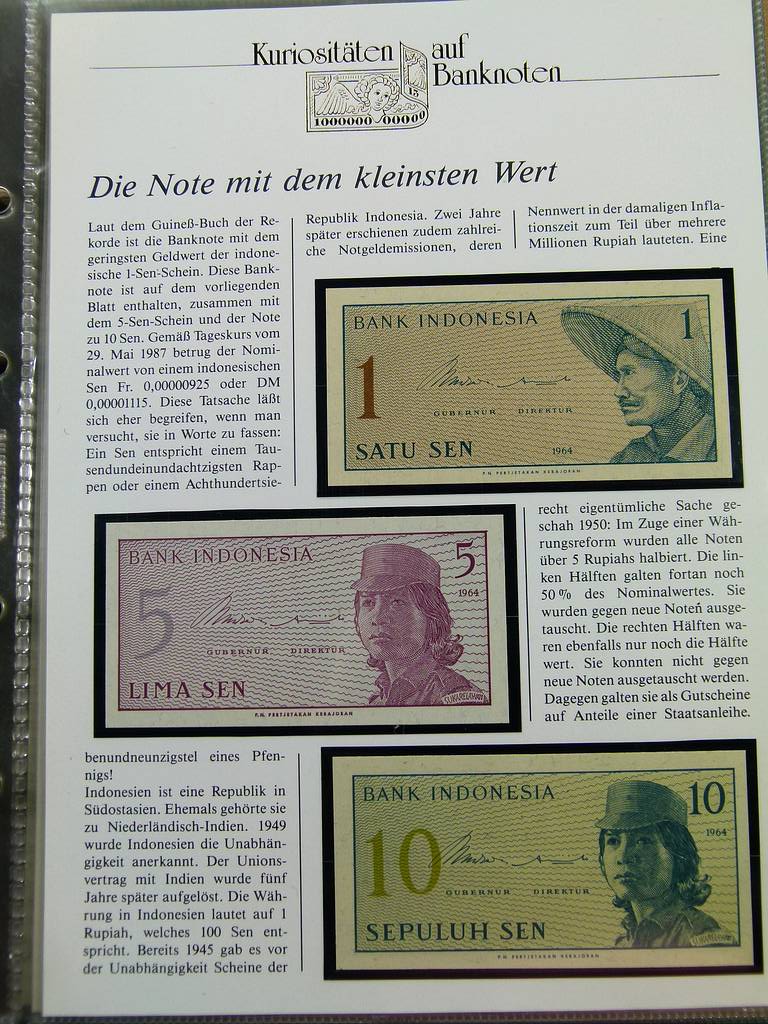 Kuriositäten auf
Banknoten
1000000 00000
15
Die Note mit dem kleinsten Wert
Laut dem Guineß-Buch der Re-
korde ist die Banknote mit dem
geringsten Geldwert der indone-
sische 1-Sen-Schein. Diese Bank-
note ist auf dem vorliegenden
Blatt enthalten, zusammen mit
dem 5-Sen-Schein und der Note
zu 10 Sen. Gemäß Tageskurs vom
29. Mai 1987 betrug der Nomi-
nalwert von einem indonesischen
Sen Fr. 0,00000925 oder DM
0,00001115. Diese Tatsache läßt
sich eher begreifen, wenn man
versucht, sie in Worte zu fassen:
Ein Sen entspricht einem Tau-
sendundeinundachtzigsten Rap-
pen oder einem Achthundertsie-
benundneunzigstel eines Pfen-
nigs!
Indonesien ist eine Republik in
Südostasien. Ehemals gehörte sie
zu Niederländisch-Indien. 1949
wurde Indonesien die Unabhän-
gigkeit anerkannt. Der Unions-
vertrag mit Indien wurde fünf
Jahre später aufgelöst. Die Wäh-
rung in Indonesien lautet auf 1
Rupiah, welches 100 Sen ent-
spricht. Bereits 1945 gab es vor
der Unabhängigkeit Scheine der
Republik Indonesia. Zwei Jahre
später erschienen zudem zahlrei-
che Notgeldemissionen, deren
Nennwert in der damaligen Infla-
tionszeit zum Teil über mehrere
Millionen Rupiah lauteten. Eine
recht eigentümliche Sache ge-
schah 1950: Im Zuge einer Wäh-
rungsreform wurden alle Noten
über 5 Rupiahs halbiert. Die lin-
ken Hälften galten fortan noch
50% des Nominalwertes. Sie
wurden gegen neue Noten ausge-
tauscht. Die rechten Hälften wa-
ren ebenfalls nur noch die Hälfte
wert. Sie konnten nicht gegen
neue Noten ausgetauscht werden.
Dagegen galten sie als Gutscheine
auf Anteile einer Staatsanleihe.
BANK INDONESIA
1
1
GUBERNUR DIREKTUR
SATU SEN
1964
P.N. PERTJETAKAN KEBAJORAN
BANK INDONESIA
5
5
1964
GUBERNUR DIREKTUR
LIMA SEN
SUKARELAWATI
P.N. PERTJETAKAN KEBAJORAN
BANK INDONESIA
10
10
1964
GUBERNUR DIREKTUR
SEPULUH SEN
SUKARELAWATI
P.N. PERTJETAKAN KEBAJORAN